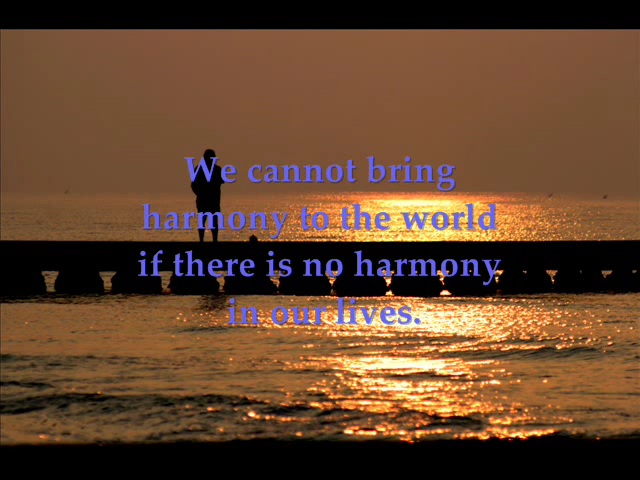 We cannot bring
harmony to the world
if there is no harmony
in our lives.